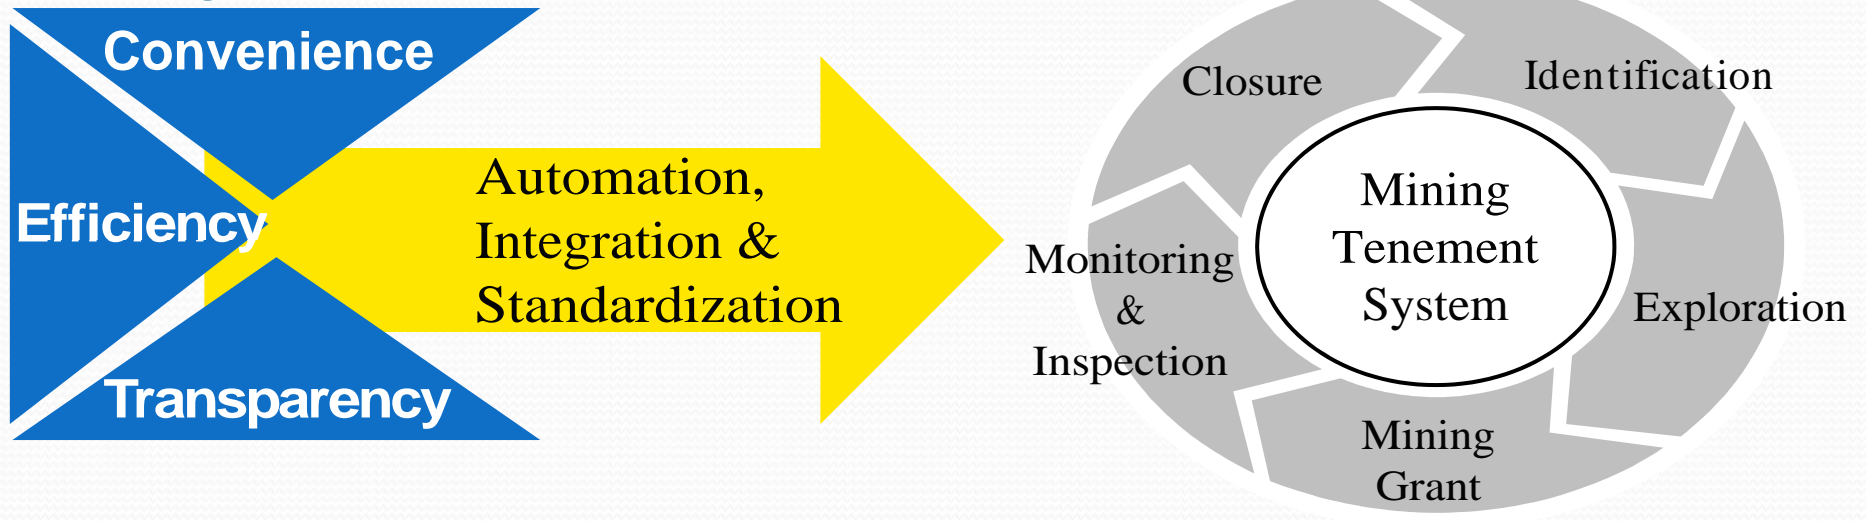 Convenience
Efficiency
Transparency
Automation,
Integration &
Standardization
Closure
Identification
Mining
Tenement
System
Monitoring
&
Inspection
Exploration
Mining
Grant